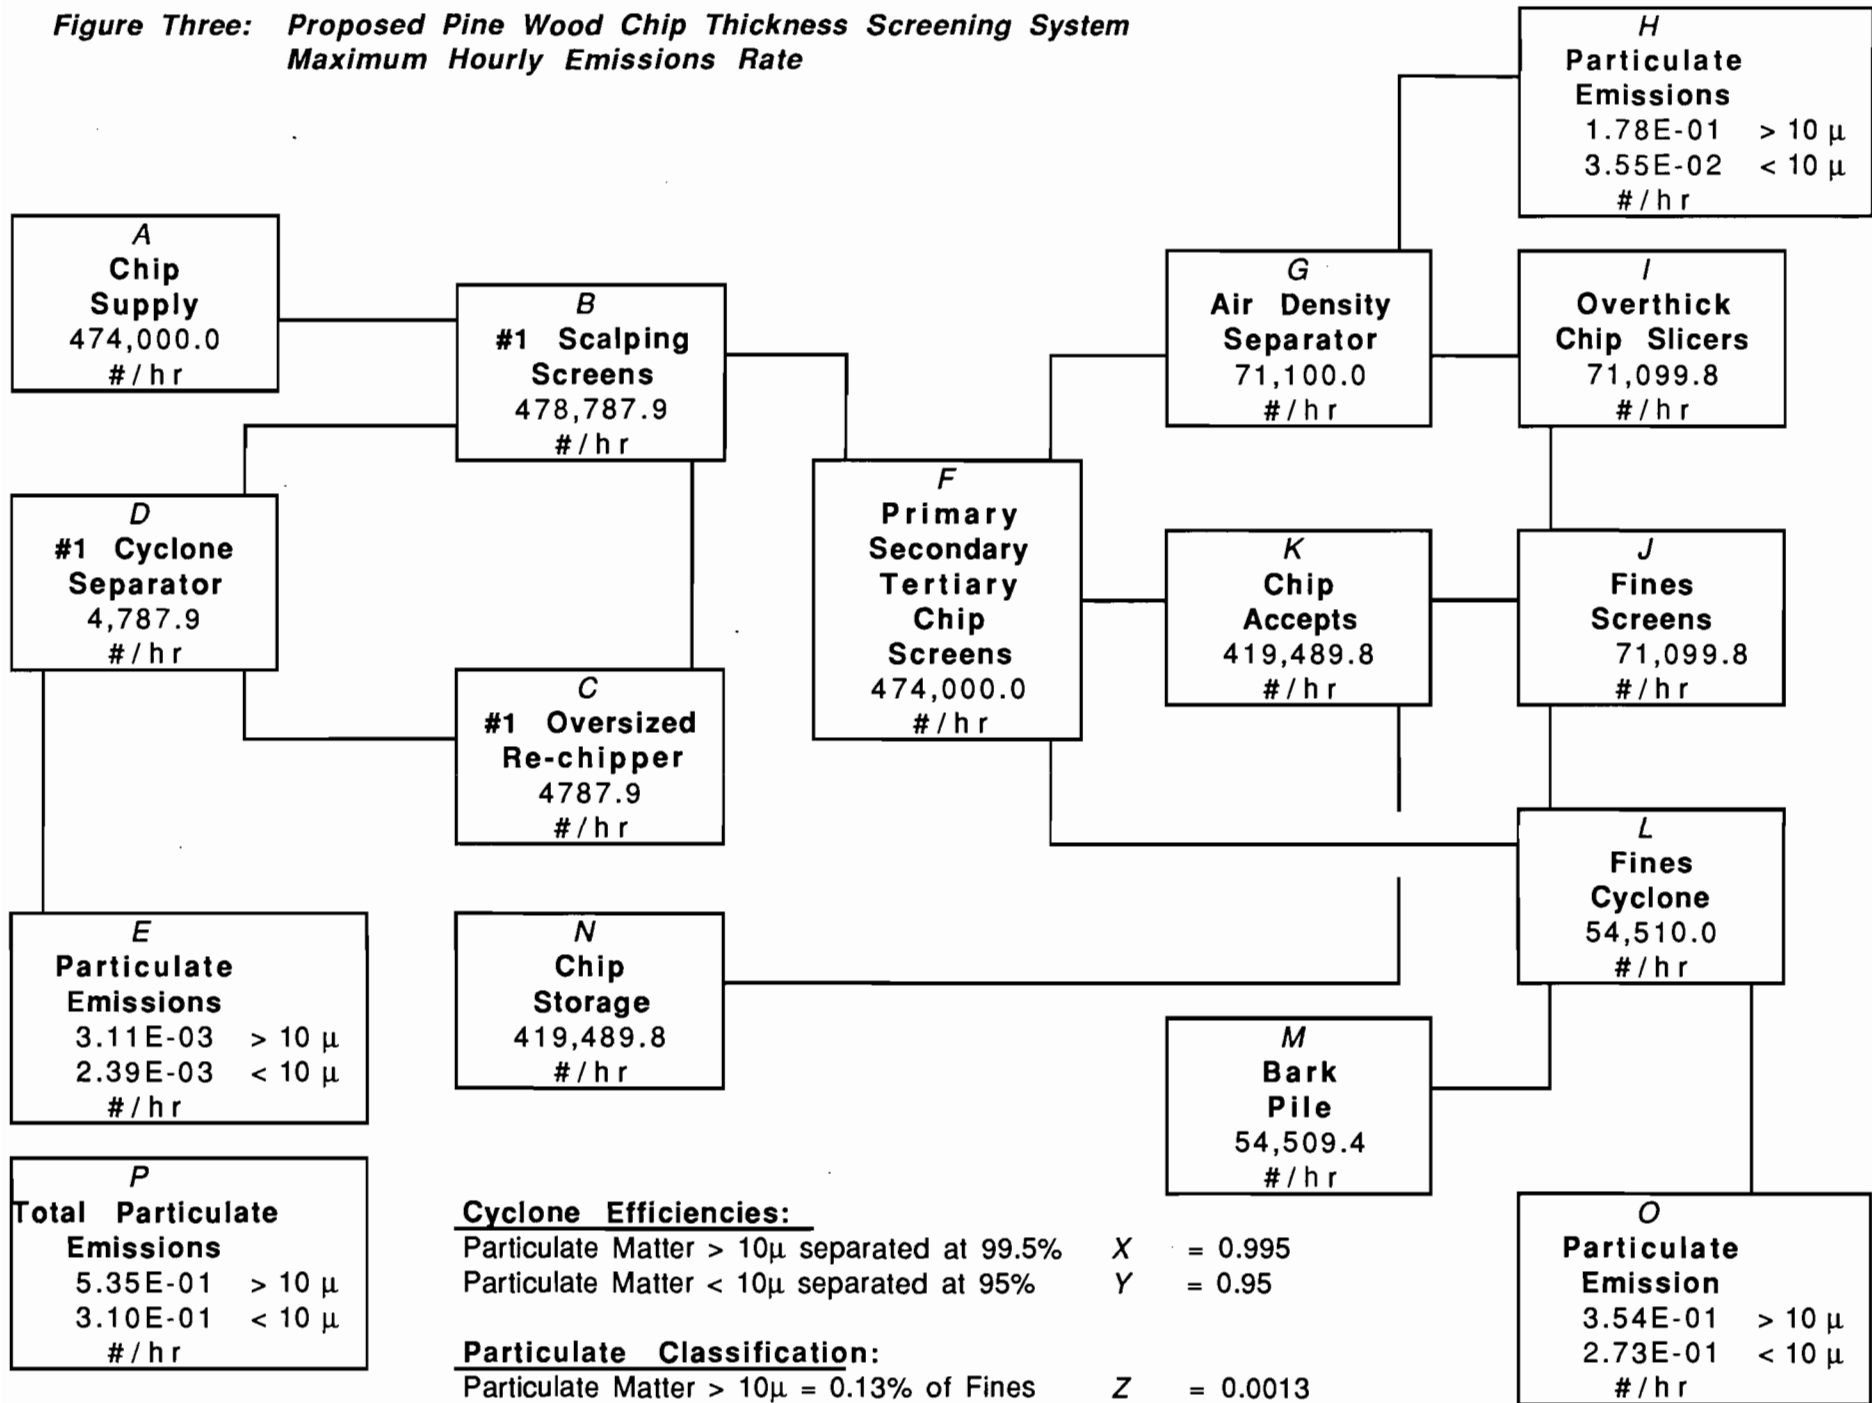 Figure Three: Proposed Pine Wood Chip Thickness Screening System
Maximum Hourly Emissions Rate
H
Particulate
Emissions
1.78E-01 > 10 µ
3.55E-02 < 10 µ
#/hr
A
Chip
Supply
474,000.0
#/hr
B
#1 Scalping
Screens
478,787.9
#/hr
G
Air Density
Separator
71,100.0
#/hr
I
Overthick
Chip Slicers
71,099.8
#/hr
D
#1 Cyclone
Separator
4,787.9
#/hr
F
Primary
Secondary
Tertiary
Chip
Screens
474,000.0
#/hr
K
Chip
Accepts
419,489.8
#/hr
J
Fines
Screens
71,099.8
#/hr
C
#1 Oversized
Re-chipper
4787.9
#/hr
L
Fines
Cyclone
54,510.0
#/hr
E
Particulate
Emissions
3.11E-03 > 10 µ
2.39E-03 < 10 µ
#/hr
N
Chip
Storage
419,489.8
#/hr
M
Bark
Pile
54,509.4
#/hr
P
Total Particulate
Emissions
5.35E-01 > 10 µ
3.10E-01 < 10 µ
#/hr
Cyclone Efficiencies:
Particulate Matter > 10µ separated at 99.5% X = 0.995
Particulate Matter < 10µ separated at 95% Y = 0.95
Particulate Classification:
Particulate Matter > 10µ = 0.13% of Fines Z = 0.0013
O
Particulate
Emission
3.54E-01 > 10 µ
2.73E-01 < 10 µ
#/hr